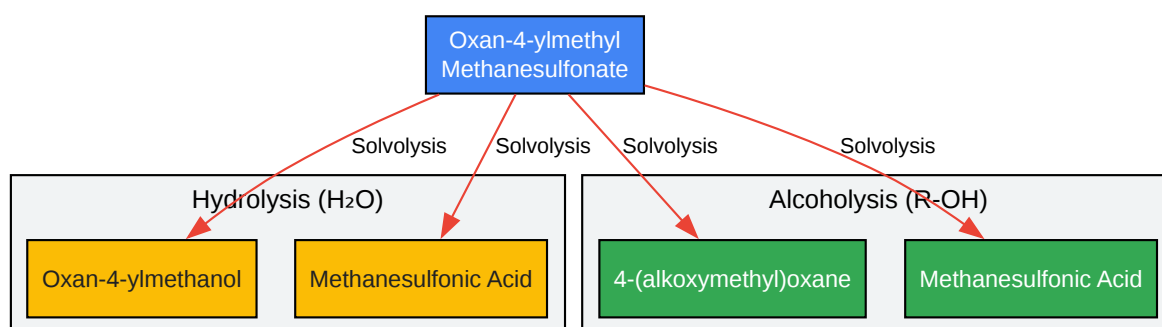 Oxan-4-ylmethyl
Methanesulfonate
Solvolysis
Solvolysis
Solvolysis
Solvolysis
Hydrolysis (H₂O)
Alcoholysis (R-OH)
Oxan-4-ylmethanol
Methanesulfonic Acid
4-(alkoxymethyl)oxane
Methanesulfonic Acid